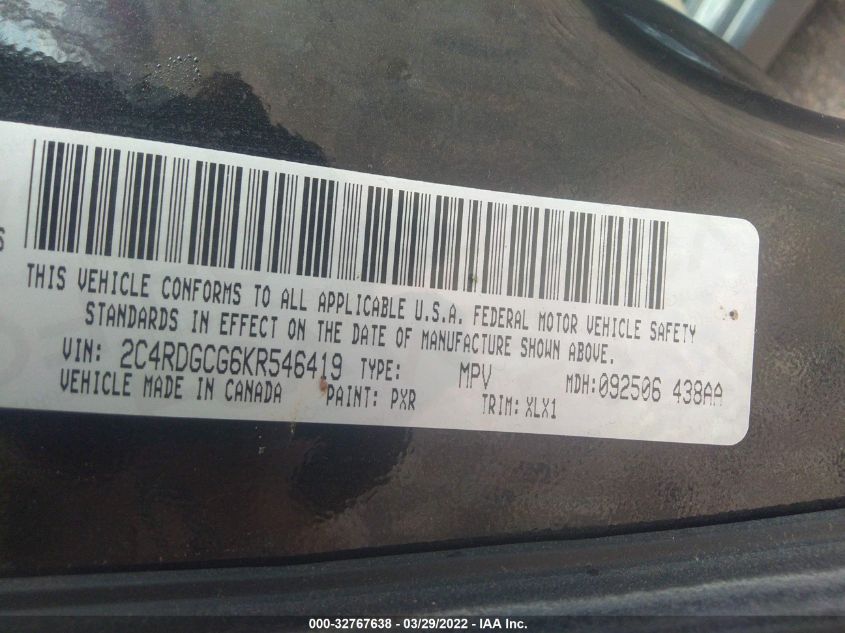 THIS VEHICLE CONFORMS TO ALL APPLICABLE U.S.A. FEDERAL MOTOR VEHICLE SAFETY
STANDARDS IN EFFECT ON THE DATE OF MANUFACTURE SHOWN ABOVE.
VIN: 2C4RDGCG6KR546419 TYPE: MPV MDH:092506 438AA
VEHICLE MADE IN CANADA PAINT: PXR TRIM: XLX1
000-32767638 - 03/29/2022 - IAA Inc.